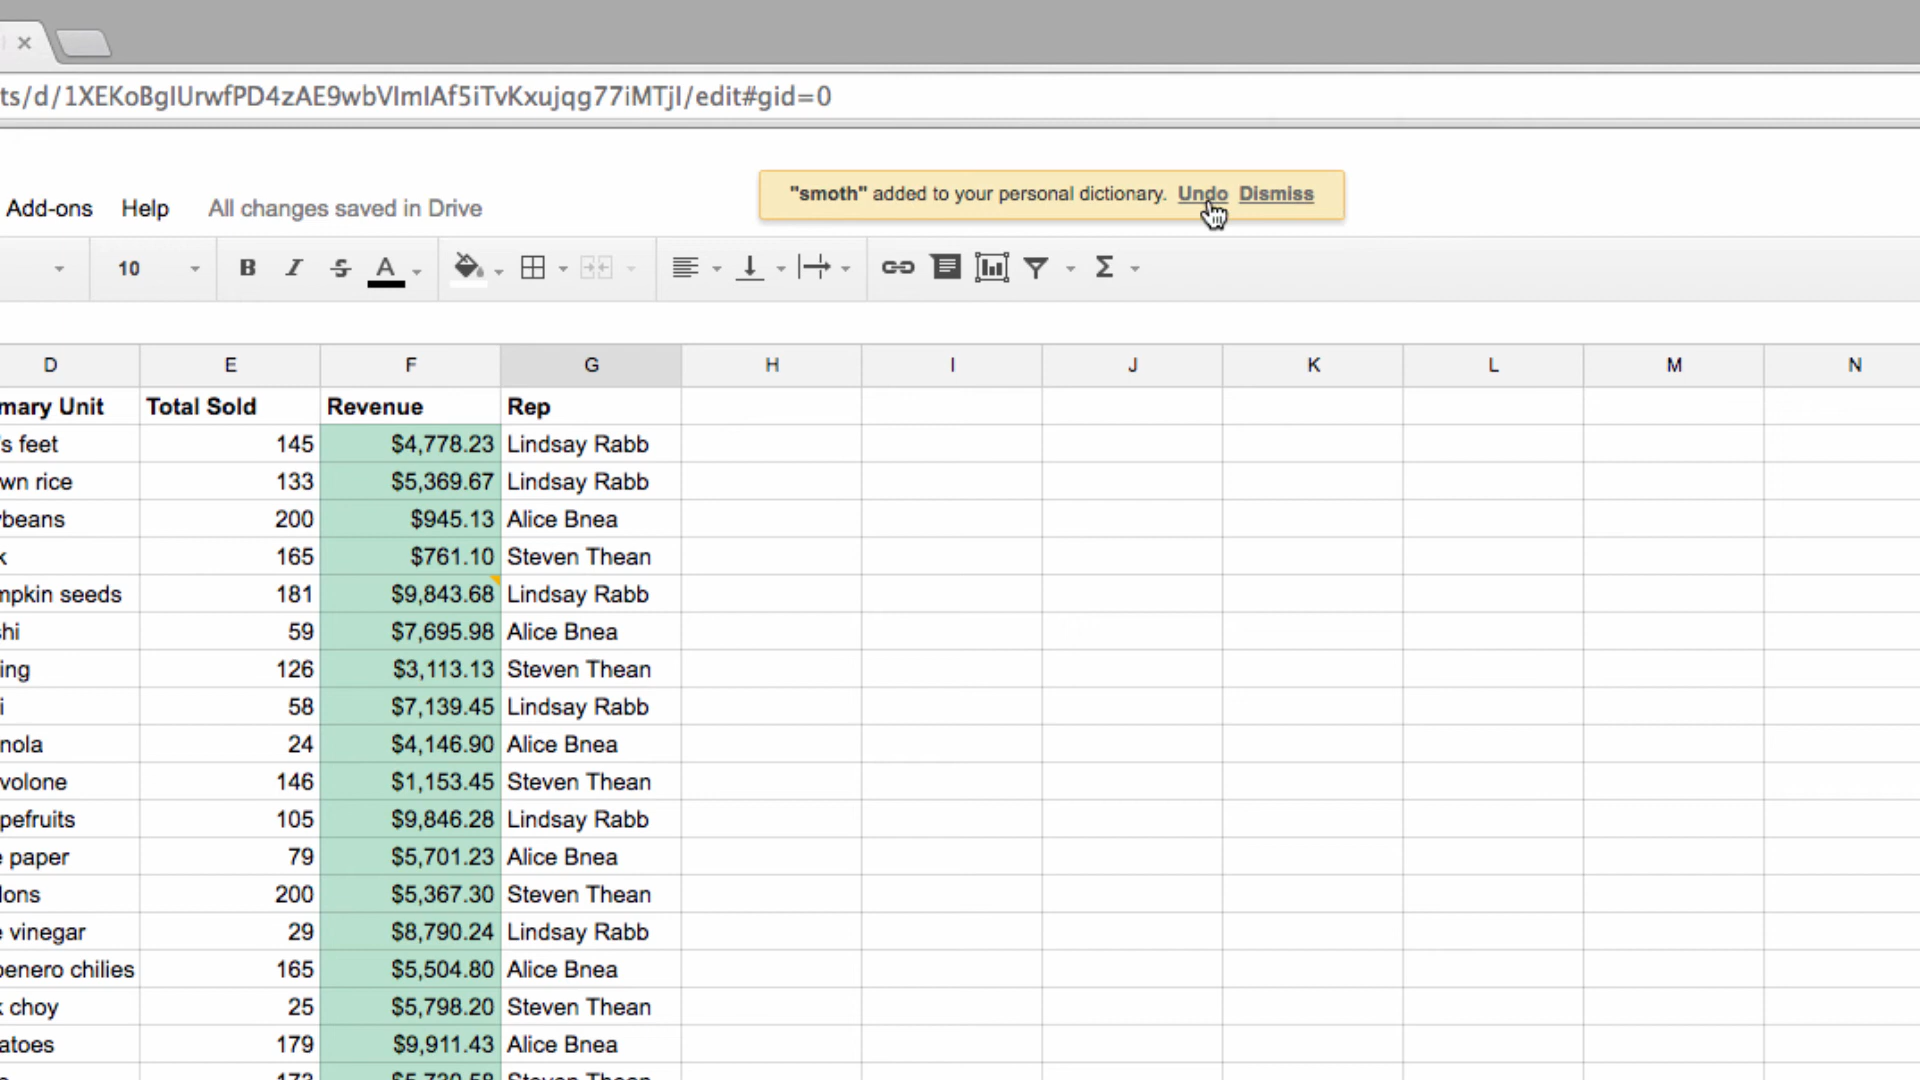 ts/d/1XEKoBgIUrwfPD4zAE9wbVImIAf5iTvKxujqg77iMTjI/edit#gid=0
Add-ons Help All changes saved in Drive
"smoth" added to your personal dictionary. Undo Dismiss
10 B I S A Σ
D E F G H I J K L M N
mary Unit Total Sold Revenue Rep
's feet 145 $4,778.23 Lindsay Rabb
wn rice 133 $5,369.67 Lindsay Rabb
beans 200 $945.13 Alice Bnea
k 165 $761.10 Steven Thean
mpkin seeds 181 $9,843.68 Lindsay Rabb
shi 59 $7,695.98 Alice Bnea
ing 126 $3,113.13 Steven Thean
i 58 $7,139.45 Lindsay Rabb
nola 24 $4,146.90 Alice Bnea
volone 146 $1,153.45 Steven Thean
pefruits 105 $9,846.28 Lindsay Rabb
e paper 79 $5,701.23 Alice Bnea
lons 200 $5,367.30 Steven Thean
e vinegar 29 $8,790.24 Lindsay Rabb
benero chilies 165 $5,504.80 Alice Bnea
k choy 25 $5,798.20 Steven Thean
atoes 179 $9,911.43 Alice Bnea
173 $5,730.58 Steven Thean